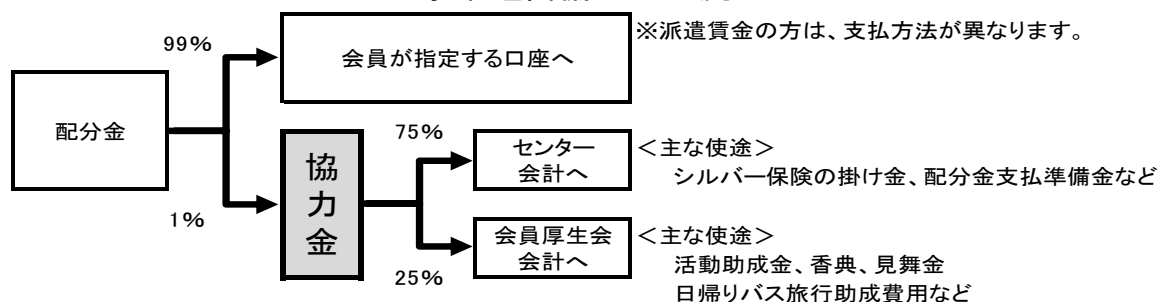 ※派遣賃金の方は、支払方法が異なります。
99%
会員が指定する口座へ
配分金
1%
協力金
75%
センター
会計へ
＜主な使途＞
シルバー保険の掛け金、配分金支払準備金など
25%
会員厚生会
会計へ
＜主な使途＞
活動助成金、香典、見舞金
日帰りバス旅行助成費用など